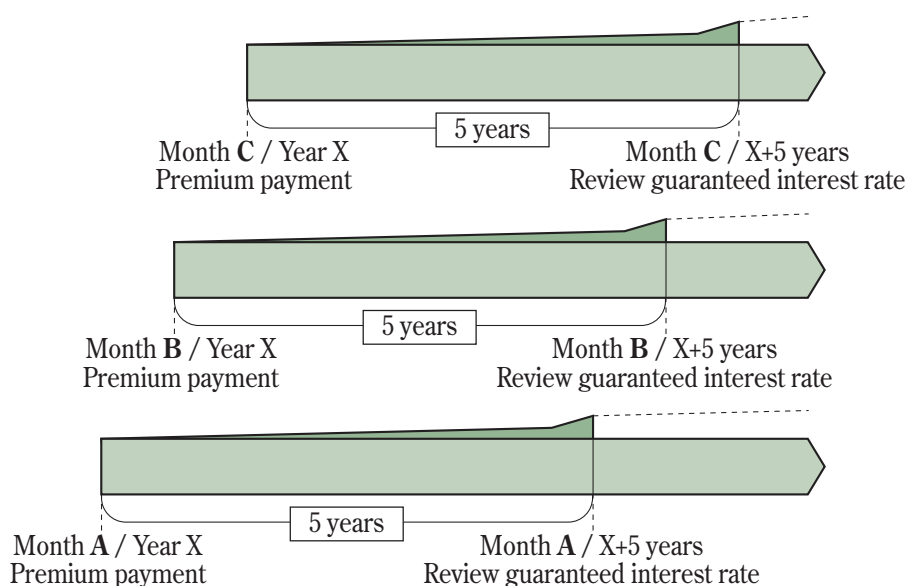 5 years
Month C / Year X
Premium payment
Month C / X+5 years
Review guaranteed interest rate
5 years
Month B / Year X
Premium payment
Month B / X+5 years
Review guaranteed interest rate
5 years
Month A / Year X
Premium payment
Month A / X+5 years
Review guaranteed interest rate